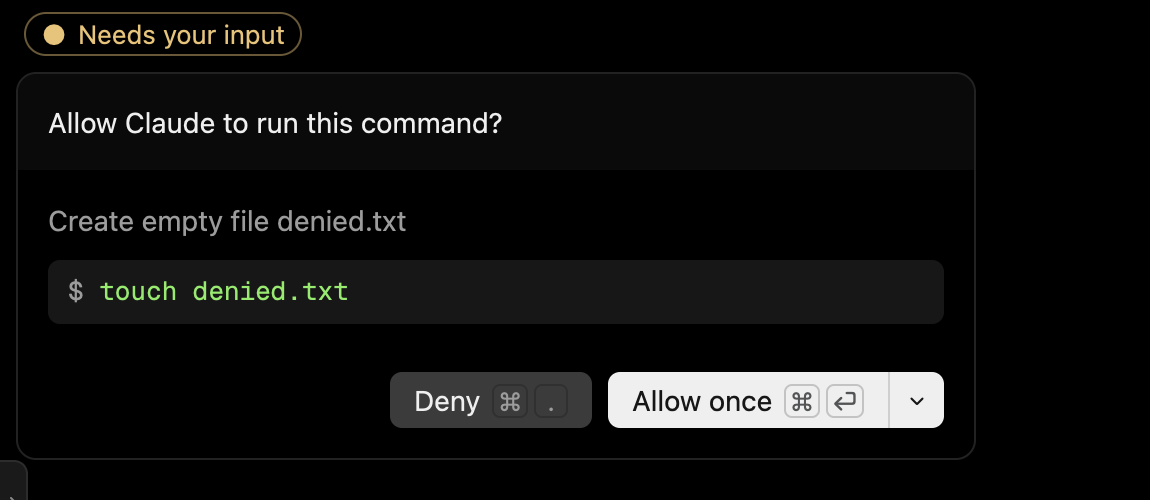 Needs your input
Allow Claude to run this command?
Create empty file denied.txt
$ touch denied.txt
Deny ⌘ .
Allow once ⌘ ↵